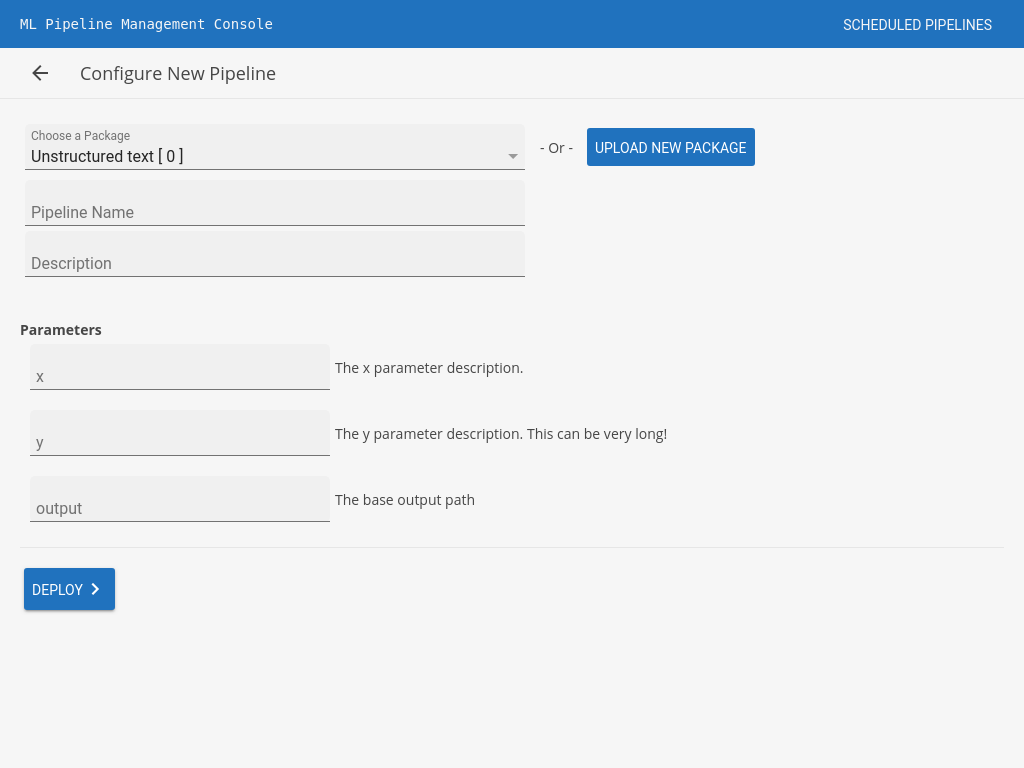 ML Pipeline Management Console
SCHEDULED PIPELINES
Configure New Pipeline
Choose a Package
Unstructured text [ 0 ]
- Or -
UPLOAD NEW PACKAGE
Pipeline Name
Description
Parameters
x
The x parameter description.
y
The y parameter description. This can be very long!
output
The base output path
DEPLOY